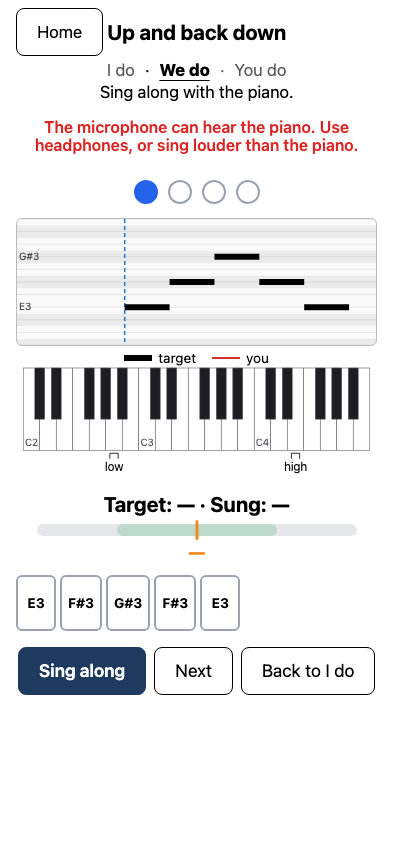 Home
Up and back down
I do · We do · You do
Sing along with the piano.
The microphone can hear the piano. Use
headphones, or sing louder than the piano.
G#3
E3
target
you
C2
C3
C4
low
high
Target: — · Sung: —
—
E3
F#3
G#3
F#3
E3
Sing along
Next
Back to I do